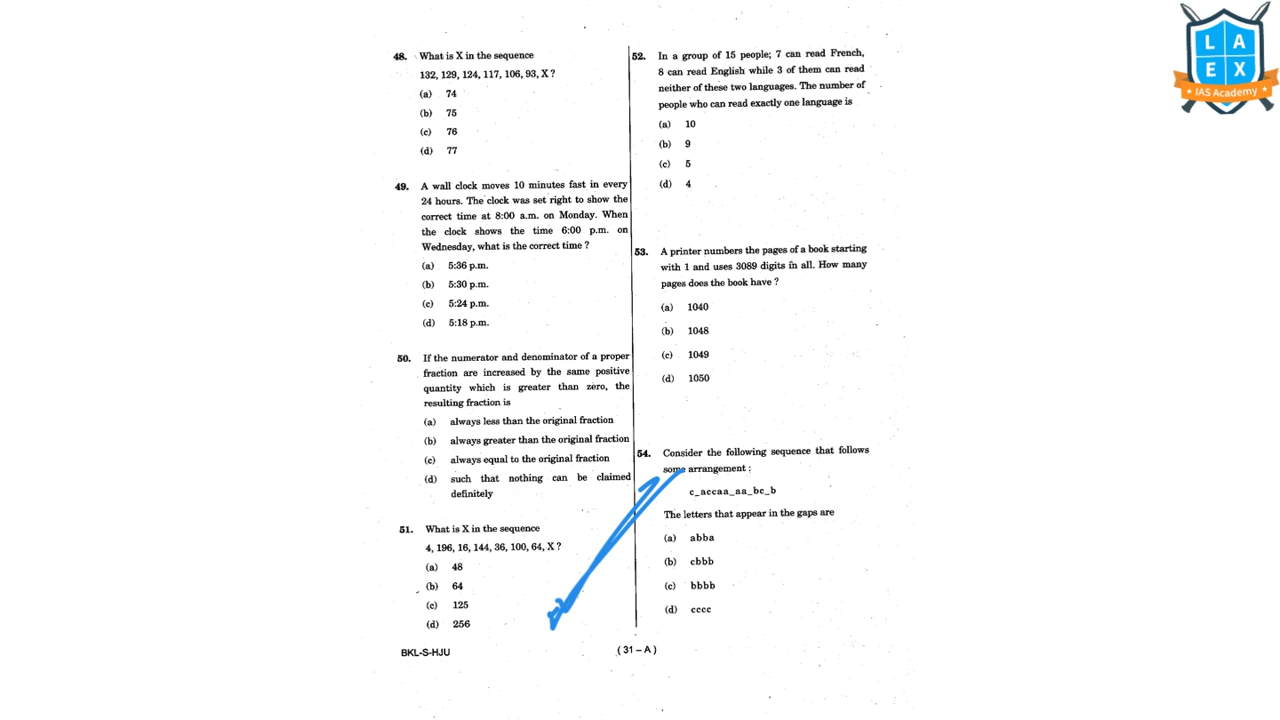 48. What is X in the sequence
132, 129, 124, 117, 106, 93, X ?
(a) 74
(b) 75
(c) 76
(d) 77
49. A wall clock moves 10 minutes fast in every
24 hours. The clock was set right to show the
correct time at 8:00 a.m. on Monday. When
the clock shows the time 6:00 p.m. on
Wednesday, what is the correct time ?
(a) 5:36 p.m.
(b) 5:30 p.m.
(c) 5:24 p.m.
(d) 5:18 p.m.
50. If the numerator and denominator of a proper
fraction are increased by the same positive
quantity which is greater than zero, the
resulting fraction is
(a) always less than the original fraction
(b) always greater than the original fraction
(c) always equal to the original fraction
(d) such that nothing can be claimed
definitely
51. What is X in the sequence
4, 196, 16, 144, 36, 100, 64, X ?
(a) 48
(b) 64
(c) 125
(d) 256
52. In a group of 15 people; 7 can read French,
8 can read English while 3 of them can read
neither of these two languages. The number of
people who can read exactly one language is
(a) 10
(b) 9
(c) 5
(d) 4
53. A printer numbers the pages of a book starting
with 1 and uses 3089 digits in all. How many
pages does the book have ?
(a) 1040
(b) 1048
(c) 1049
(d) 1050
54. Consider the following sequence that follows
some arrangement :
c_accaa_aa_bc_b
The letters that appear in the gaps are
(a) abba
(b) cbbb
(c) bbbb
(d) cccc
BKL-S-HJU
( 31 – A )
L A
E X
IAS Academy